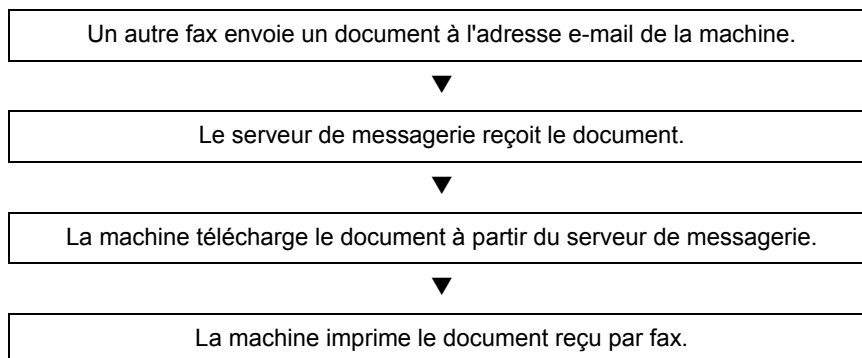 Un autre fax envoie un document à l'adresse e-mail de la machine.
Le serveur de messagerie reçoit le document.
La machine télécharge le document à partir du serveur de messagerie.
La machine imprime le document reçu par fax.